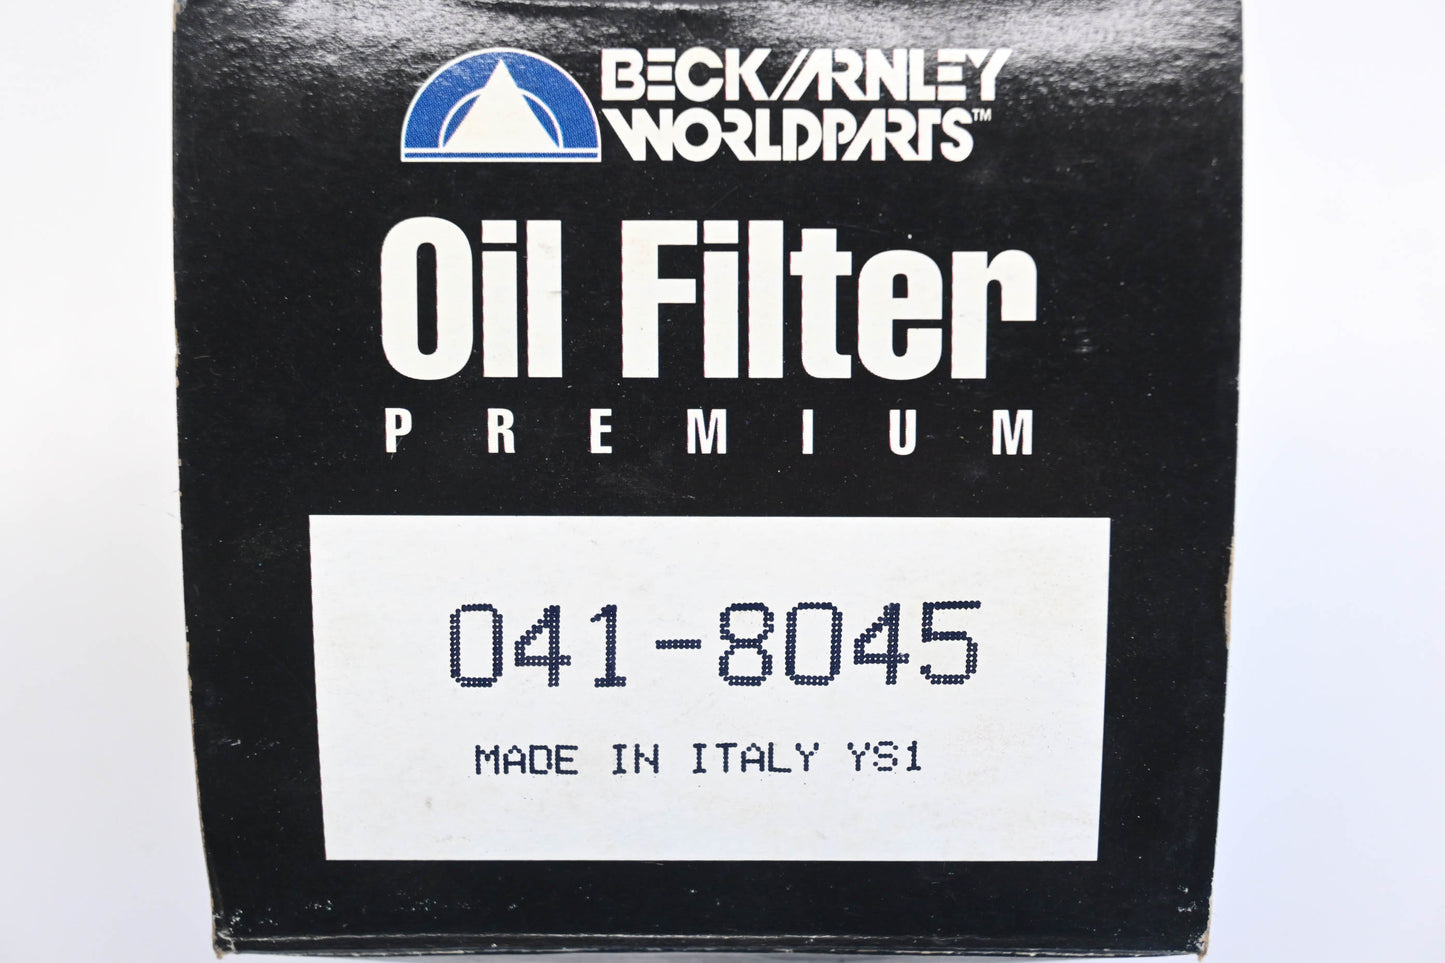 BECK/ARNLEY
WORLDPARTS™
Oil Filter
PREMIUM
041-8045
MADE IN ITALY YS1